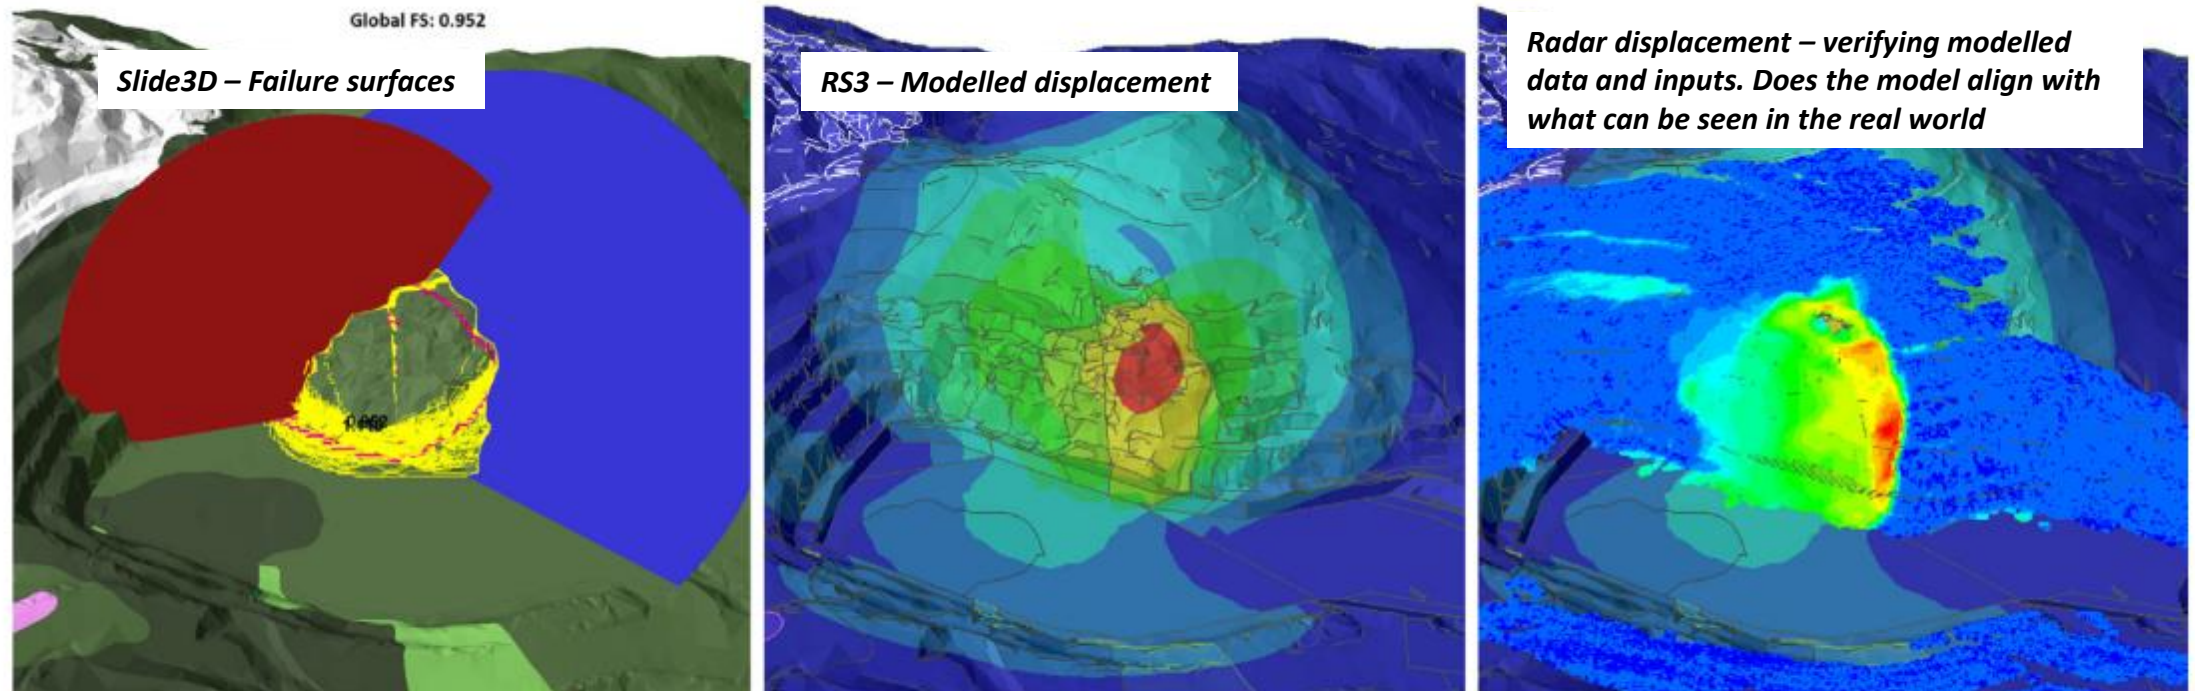 Global FS: 0.952
Slide3D – Failure surfaces
RS3 – Modelled displacement
Radar displacement – verifying modelled
data and inputs. Does the model align with
what can be seen in the real world